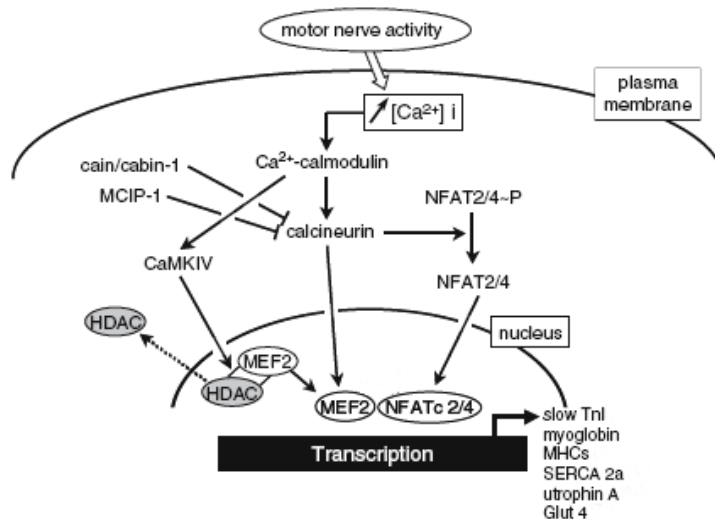 motor nerve activity
plasma
membrane
[Ca²⁺] i
Ca²⁺-calmodulin
cain/cabin-1
MCIP-1
NFAT2/4~P
calcineurin
CaMKIV
NFAT2/4
HDAC
nucleus
MEF2
HDAC
MEF2
NFATc 2/4
Transcription
slow TnI
myoglobin
MHCs
SERCA 2a
utrophin A
Glut 4